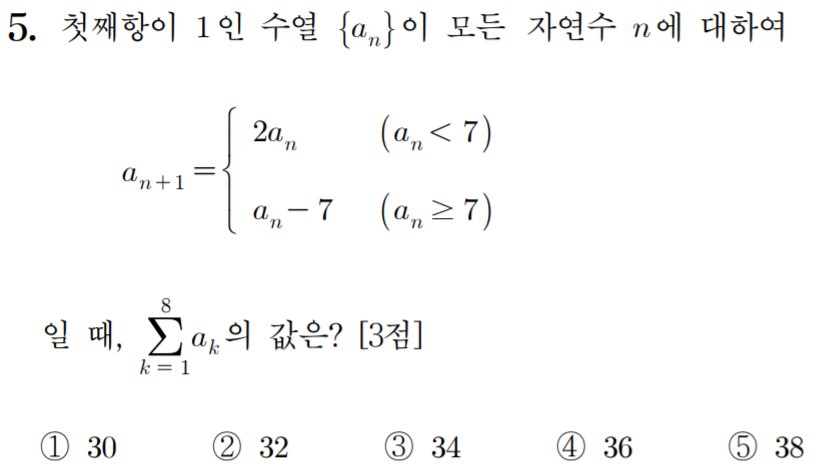 5. 첫째항이 1인 수열 {aₙ}이 모든 자연수 n에 대하여
aₙ₊₁ = { 2aₙ (aₙ < 7)
aₙ − 7 (aₙ ≥ 7)
일 때, ∑_{k=1}^{8} aₖ의 값은? [3점]
① 30 ② 32 ③ 34 ④ 36 ⑤ 38